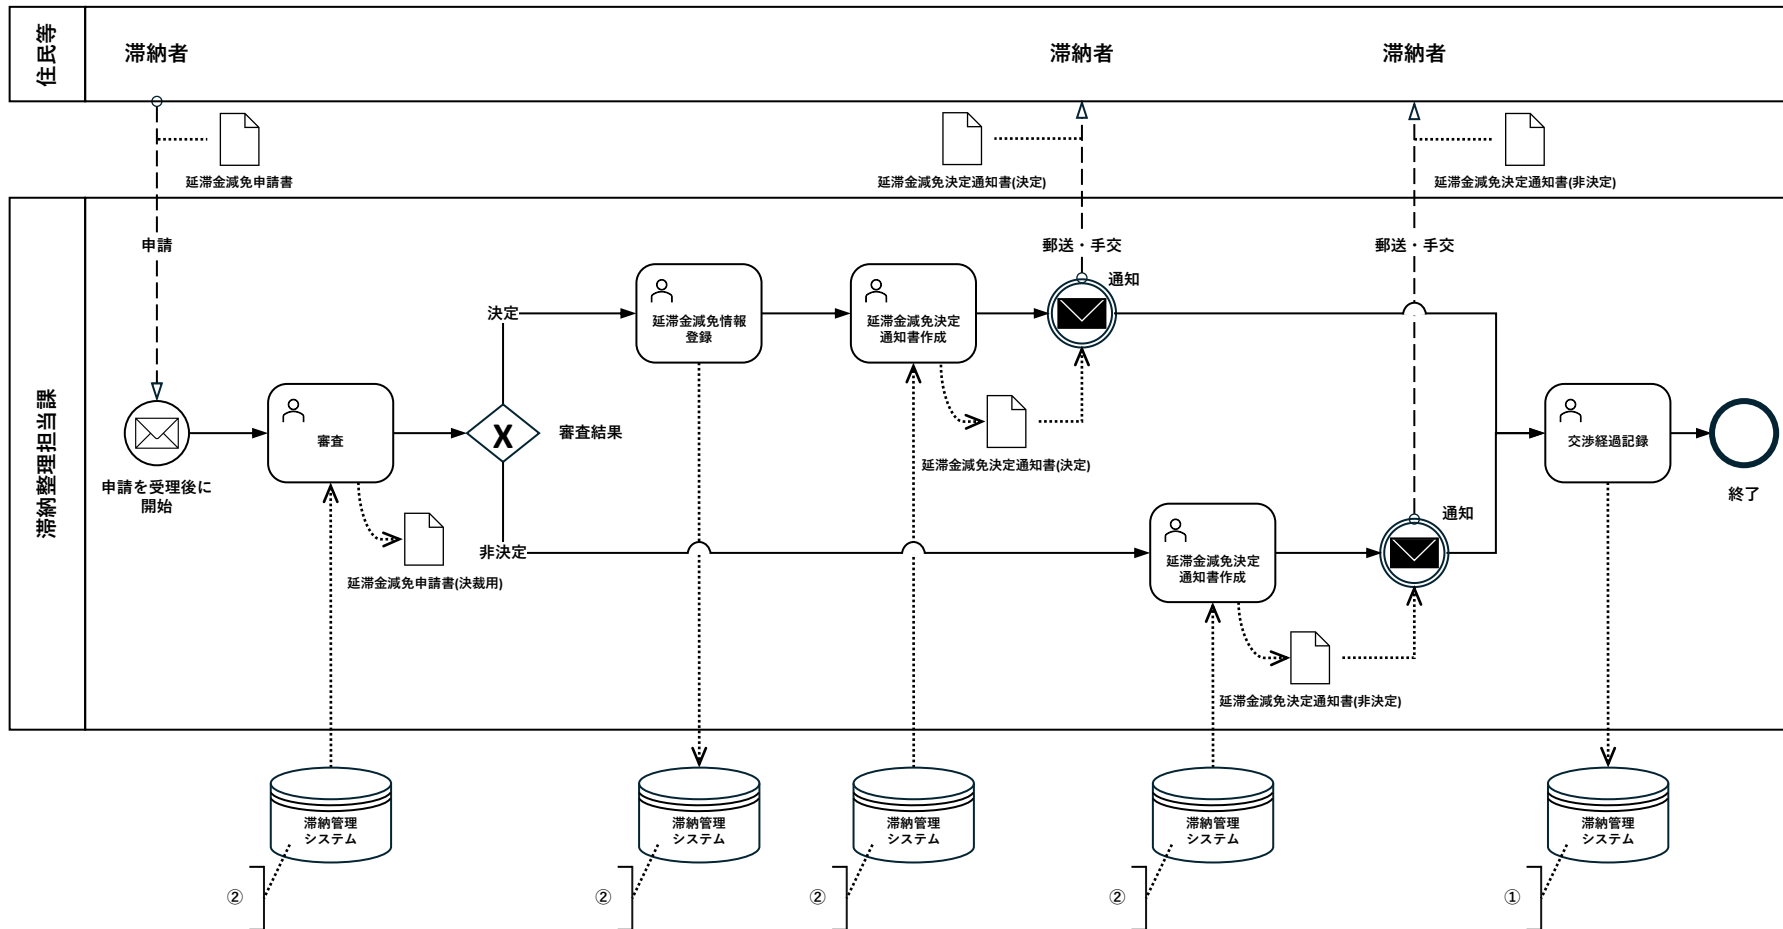 住民等
滞納者
滞納者
滞納者
延滞金減免申請書
延滞金減免決定通知書(決定)
延滞金減免決定通知書(非決定)
滞納整理担当課
申請
郵送・手交
郵送・手交
通知
決定
延滞金減免情報
登録
延滞金減免決定
通知書作成
審査
X
審査結果
延滞金減免決定通知書(決定)
交渉経過記録
申請を受理後に
開始
終了
通知
非決定
延滞金減免決定
通知書作成
延滞金減免申請書(決裁用)
延滞金減免決定通知書(非決定)
滞納管理
システム
滞納管理
システム
滞納管理
システム
滞納管理
システム
滞納管理
システム
②
②
②
②
①